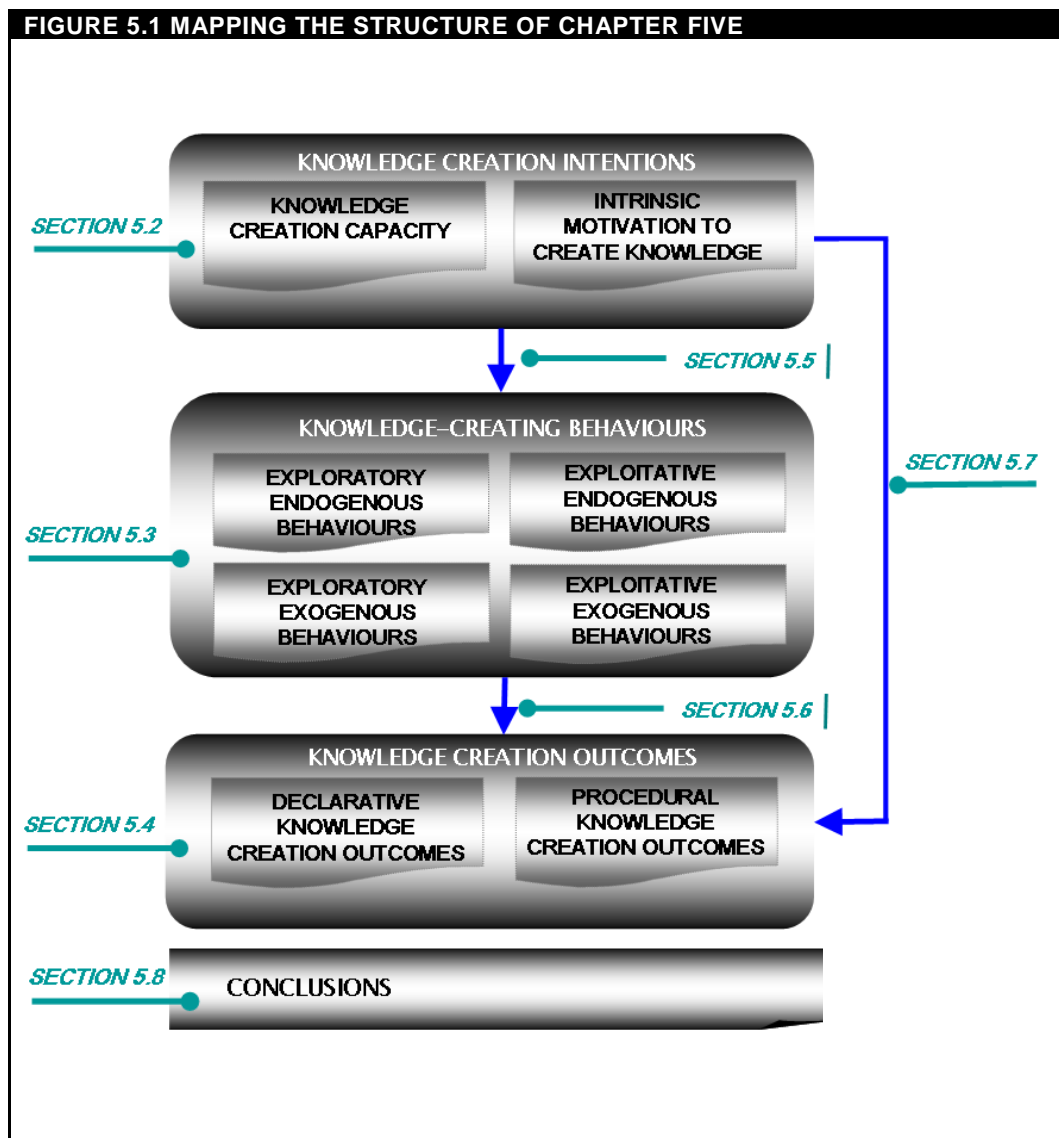 FIGURE 5.1 MAPPING THE STRUCTURE OF CHAPTER FIVE
KNOWLEDGE CREATION INTENTIONS
KNOWLEDGE
CREATION CAPACITY
INTRINSIC
MOTIVATION TO
CREATE KNOWLEDGE
SECTION 5.2
SECTION 5.5
KNOWLEDGE-CREATING BEHAVIOURS
EXPLORATORY
ENDOGENOUS
BEHAVIOURS
EXPLOITATIVE
ENDOGENOUS
BEHAVIOURS
SECTION 5.7
SECTION 5.3
EXPLORATORY
EXOGENOUS
BEHAVIOURS
EXPLOITATIVE
EXOGENOUS
BEHAVIOURS
SECTION 5.6
KNOWLEDGE CREATION OUTCOMES
DECLARATIVE
KNOWLEDGE
CREATION OUTCOMES
PROCEDURAL
KNOWLEDGE
CREATION OUTCOMES
SECTION 5.4
SECTION 5.8
CONCLUSIONS